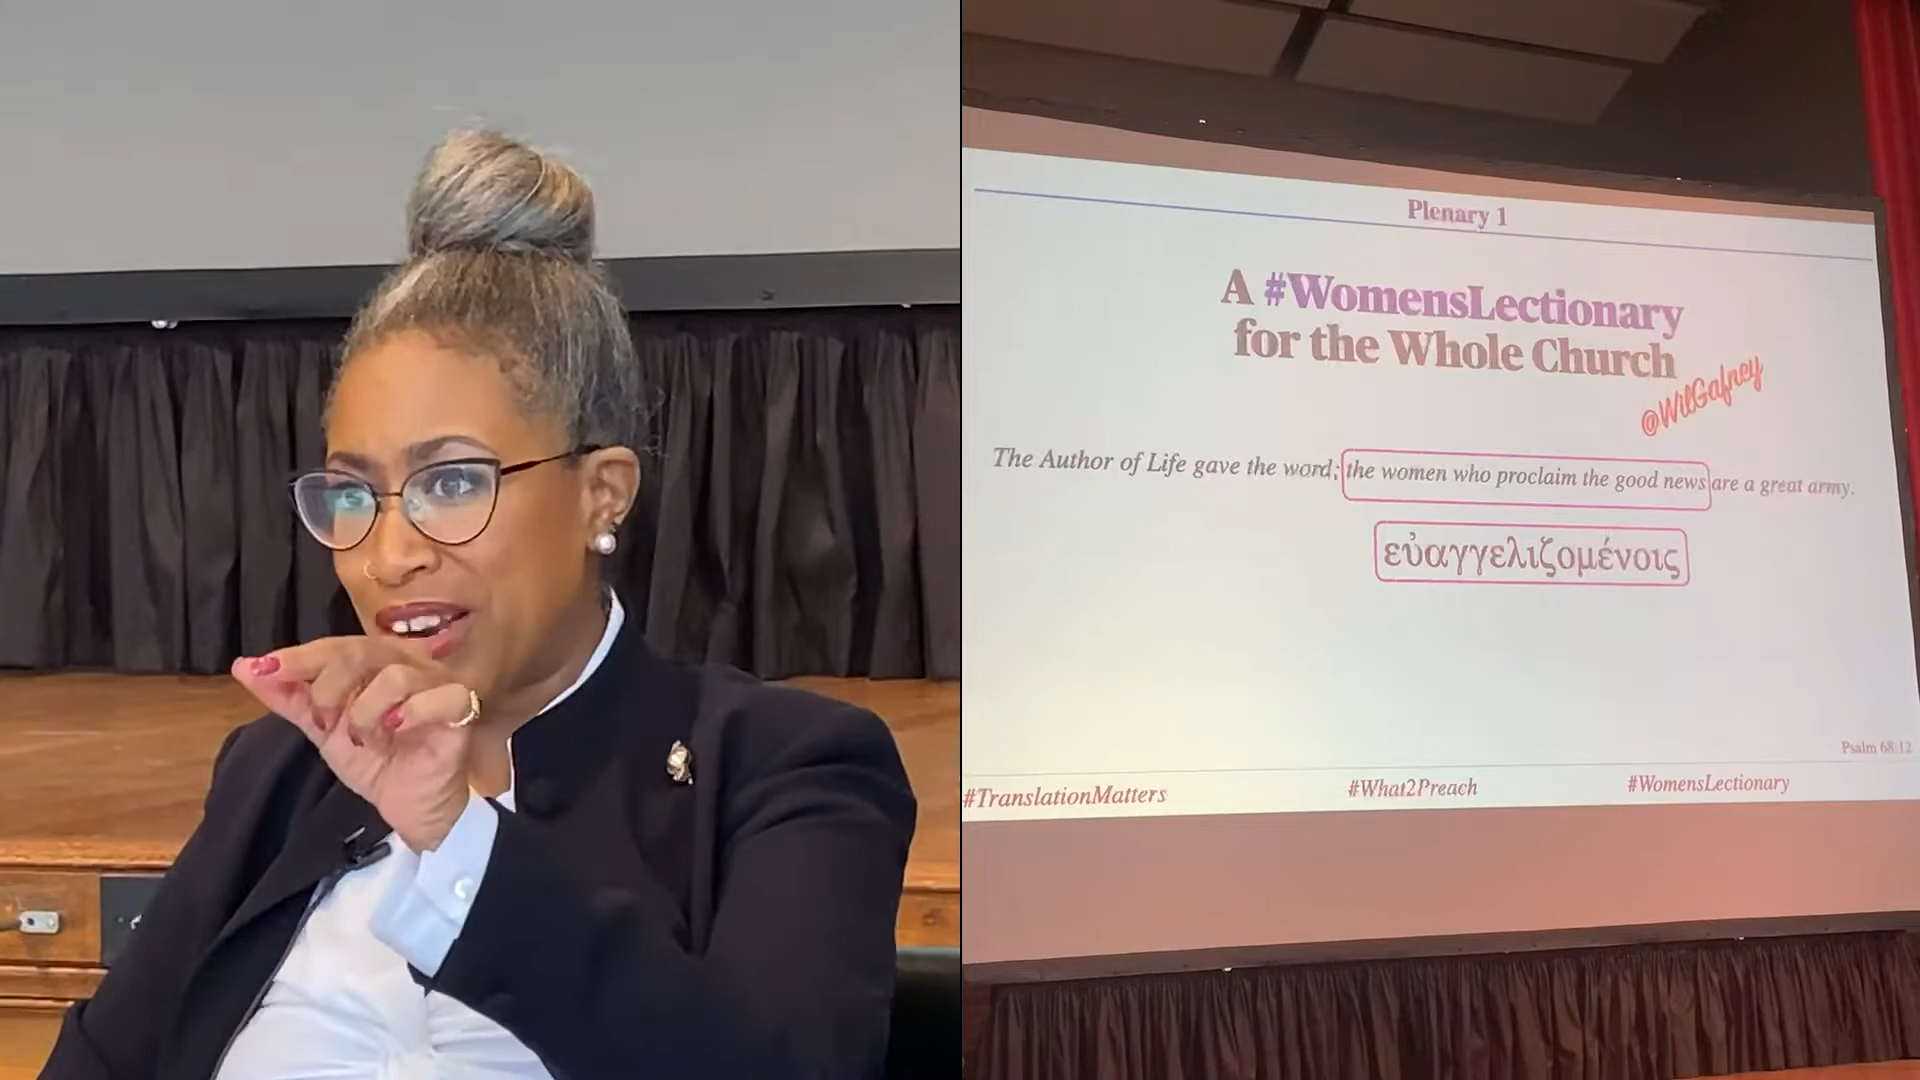 Plenary 1
A #WomensLectionary
for the Whole Church
@WilGafney
The Author of Life gave the word; the women who proclaim the good news are a great army.
εὐαγγελιζομένοις
Psalm 68:12
#TranslationMatters #What2Preach #WomensLectionary